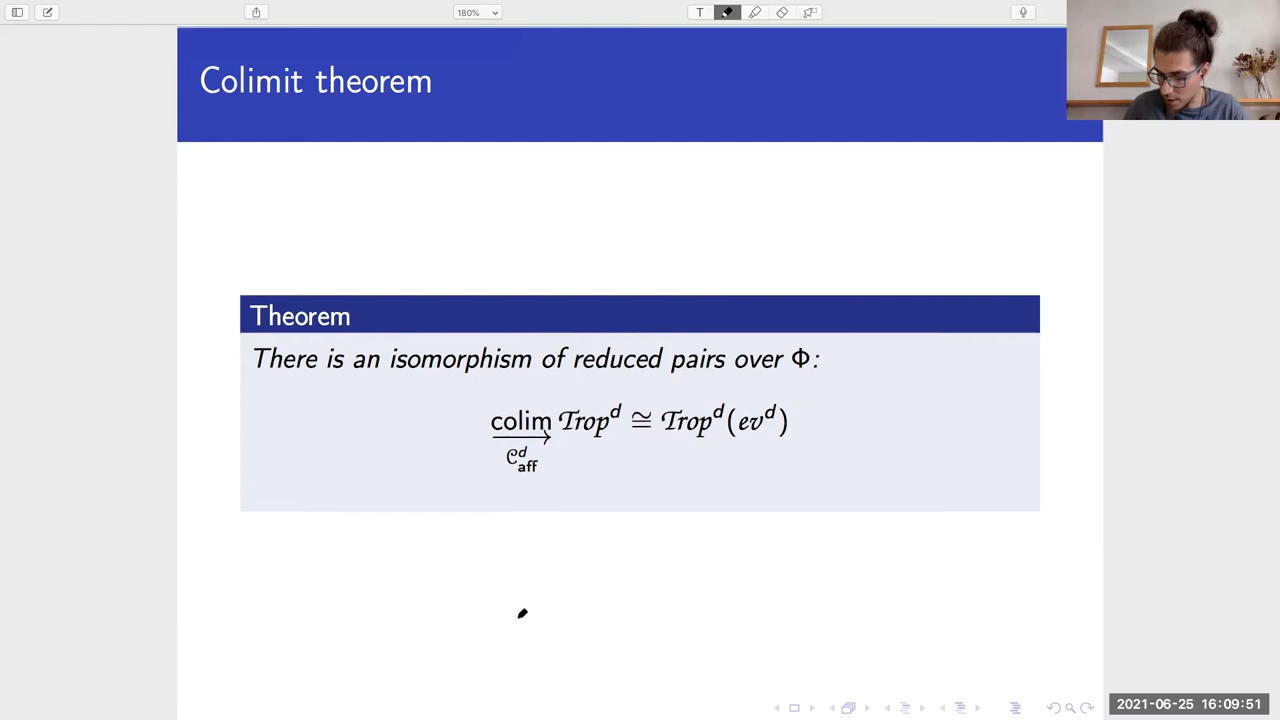 180%
T
Colimit theorem
Theorem
There is an isomorphism of reduced pairs over Φ:
colim Trop^d ≅ Trop^d(ev^d)
C^d_aff
2021-06-25 16:09:51